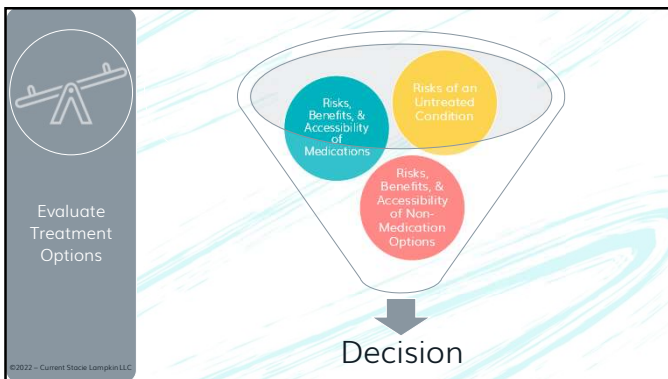 Evaluate
Treatment
Options
Risks,
Benefits, &
Accessibility
of
Medications
Risks of an
Untreated
Condition
Risks,
Benefits, &
Accessibility
of Non-
Medication
Options
Decision
©2022 – Current Stacie Lampkin LLC